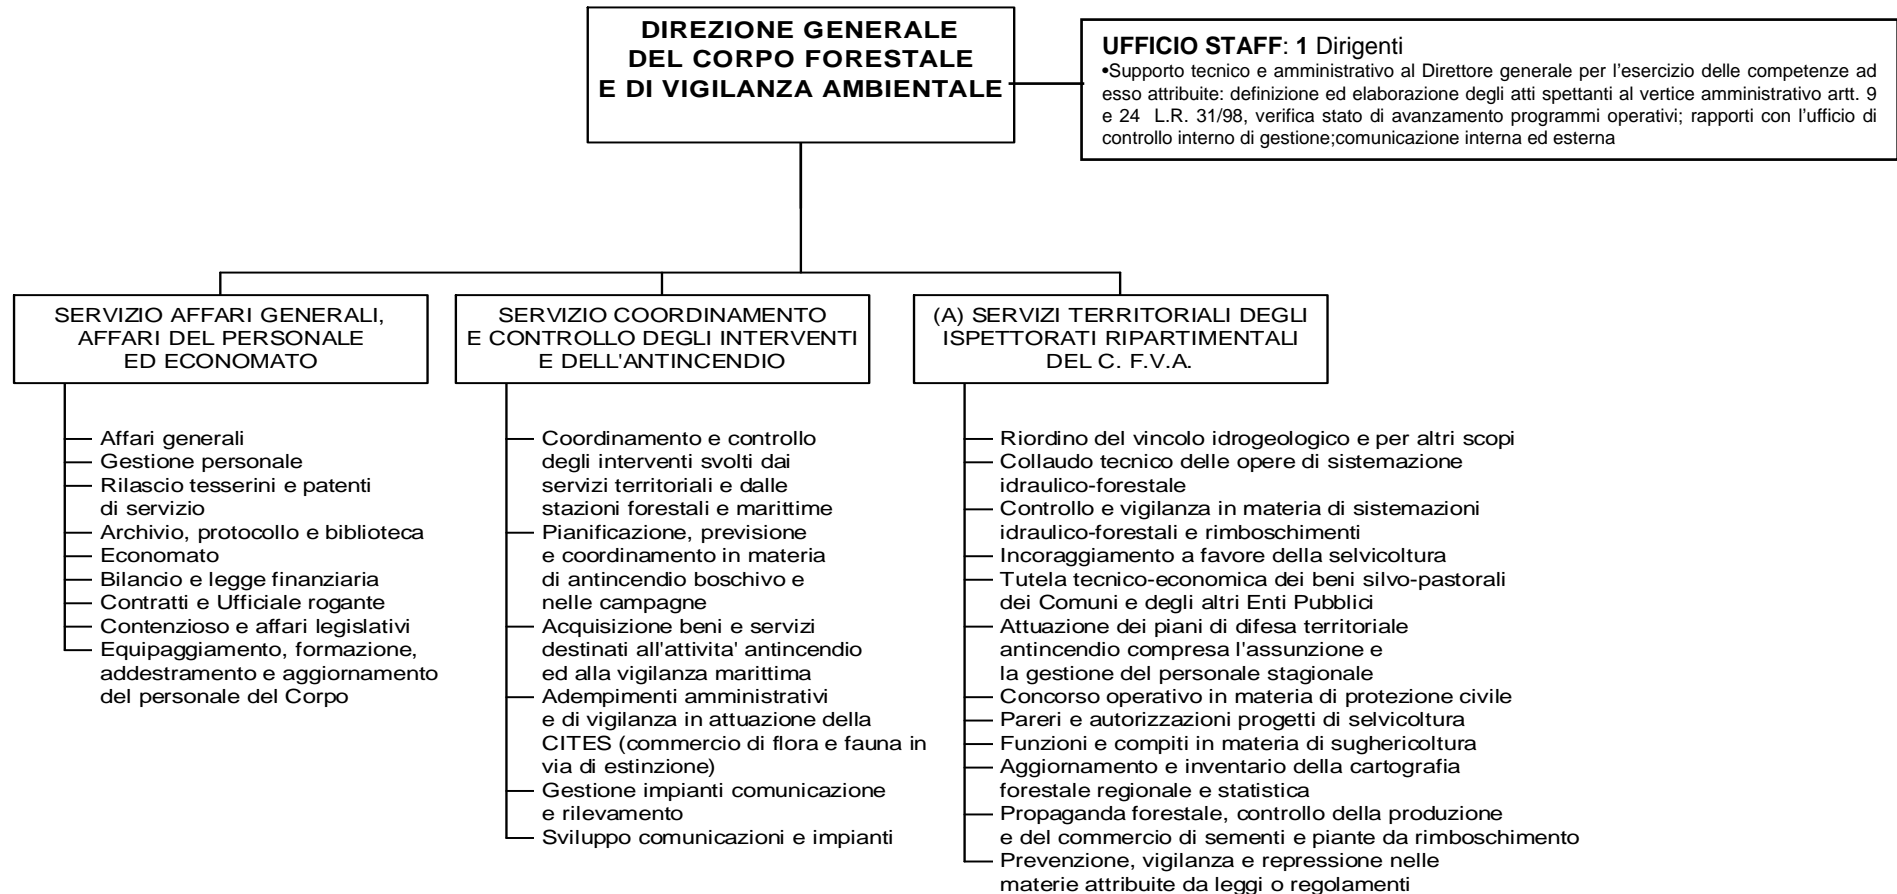 DIREZIONE GENERALE
DEL CORPO FORESTALE
E DI VIGILANZA AMBIENTALE
UFFICIO STAFF: 1 Dirigenti
•Supporto tecnico e amministrativo al Direttore generale per l'esercizio delle competenze ad
esso attribuite: definizione ed elaborazione degli atti spettanti al vertice amministrativo artt. 9
e 24 L.R. 31/98, verifica stato di avanzamento programmi operativi; rapporti con l'ufficio di
controllo interno di gestione;comunicazione interna ed esterna
SERVIZIO AFFARI GENERALI,
AFFARI DEL PERSONALE
ED ECONOMATO
Affari generali
Gestione personale
Rilascio tesserini e patenti
di servizio
Archivio, protocollo e biblioteca
Economato
Bilancio e legge finanziaria
Contratti e Ufficiale rogante
Contenzioso e affari legislativi
Equipaggiamento, formazione,
addestramento e aggiornamento
del personale del Corpo
SERVIZIO COORDINAMENTO
E CONTROLLO DEGLI INTERVENTI
E DELL'ANTINCENDIO
Coordinamento e controllo
degli interventi svolti dai
servizi territoriali e dalle
stazioni forestali e marittime
Pianificazione, previsione
e coordinamento in materia
di antincendio boschivo e
nelle campagne
Acquisizione beni e servizi
destinati all'attivita' antincendio
ed alla vigilanza marittima
Adempimenti amministrativi
e di vigilanza in attuazione della
CITES (commercio di flora e fauna in
via di estinzione)
Gestione impianti comunicazione
e rilevamento
Sviluppo comunicazioni e impianti
(A) SERVIZI TERRITORIALI DEGLI
ISPETTORATI RIPARTIMENTALI
DEL C. F.V.A.
Riordino del vincolo idrogeologico e per altri scopi
Collaudo tecnico delle opere di sistemazione
idraulico-forestale
Controllo e vigilanza in materia di sistemazioni
idraulico-forestali e rimboschimenti
Incoraggiamento a favore della selvicoltura
Tutela tecnico-economica dei beni silvo-pastorali
dei Comuni e degli altri Enti Pubblici
Attuazione dei piani di difesa territoriale
antincendio compresa l'assunzione e
la gestione del personale stagionale
Concorso operativo in materia di protezione civile
Pareri e autorizzazioni progetti di selvicoltura
Funzioni e compiti in materia di sughericoltura
Aggiornamento e inventario della cartografia
forestale regionale e statistica
Propaganda forestale, controllo della produzione
e del commercio di sementi e piante da rimboschimento
Prevenzione, vigilanza e repressione nelle
materie attribuite da leggi o regolamenti